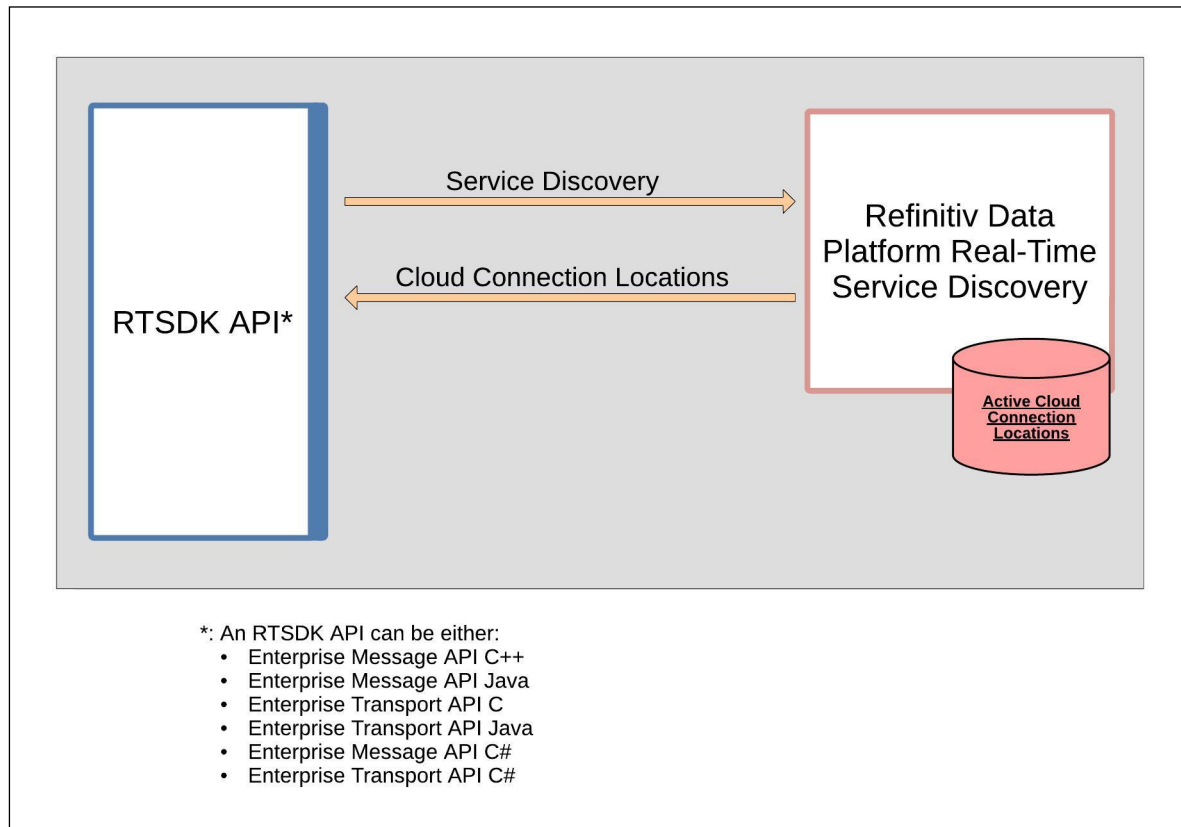 Service Discovery
Cloud Connection Locations
RTSDK API*
Refinitiv Data
Platform Real-Time
Service Discovery
Active Cloud
Connection
Locations
*: An RTSDK API can be either:
• Enterprise Message API C++
• Enterprise Message API Java
• Enterprise Transport API C
• Enterprise Transport API Java
• Enterprise Message API C#
• Enterprise Transport API C#